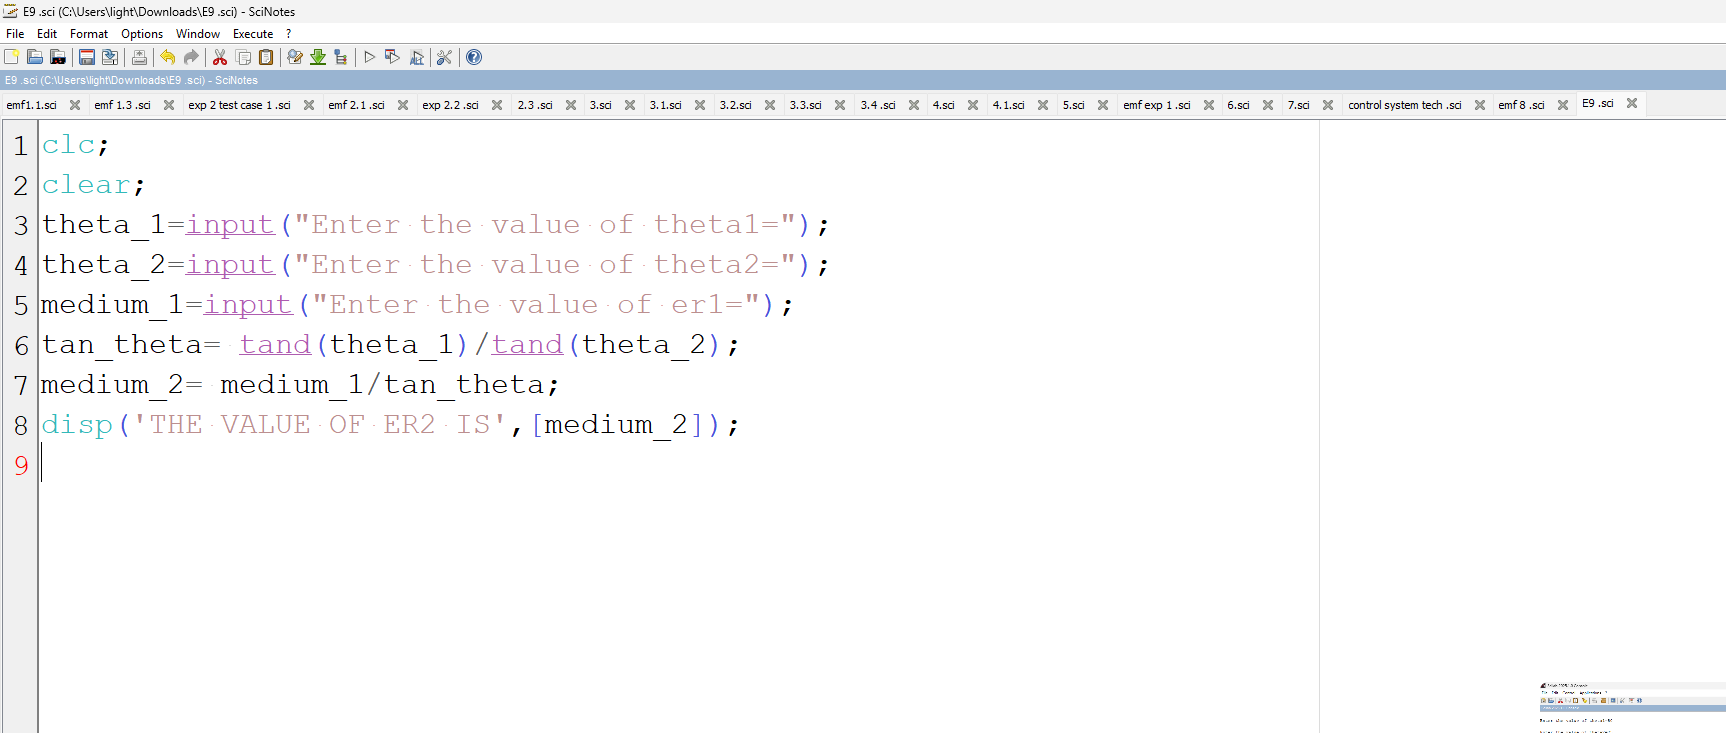 E9 .sci (C:\Users\light\Downloads\E9 .sci) - SciNotes
File Edit Format Options Window Execute ?
E9 .sci (C:\Users\light\Downloads\E9 .sci) - SciNotes
emf1.1.sci emf 1.3 .sci exp 2 test case 1 .sci emf 2.1 .sci exp 2.2 .sci 2.3 .sci 3.sci 3.1.sci 3.2.sci 3.3.sci 3.4 .sci 4.sci 4.1.sci 5.sci emf exp 1 .sci 6.sci 7.sci control system tech .sci emf 8 .sci E9 .sci
1 clc;
2 clear;
3 theta_1=input("Enter the value of theta1=");
4 theta_2=input("Enter the value of theta2=");
5 medium_1=input("Enter the value of er1=");
6 tan_theta= tand(theta_1)/tand(theta_2);
7 medium_2= medium_1/tan_theta;
8 disp('THE VALUE OF ER2 IS',[medium_2]);
9